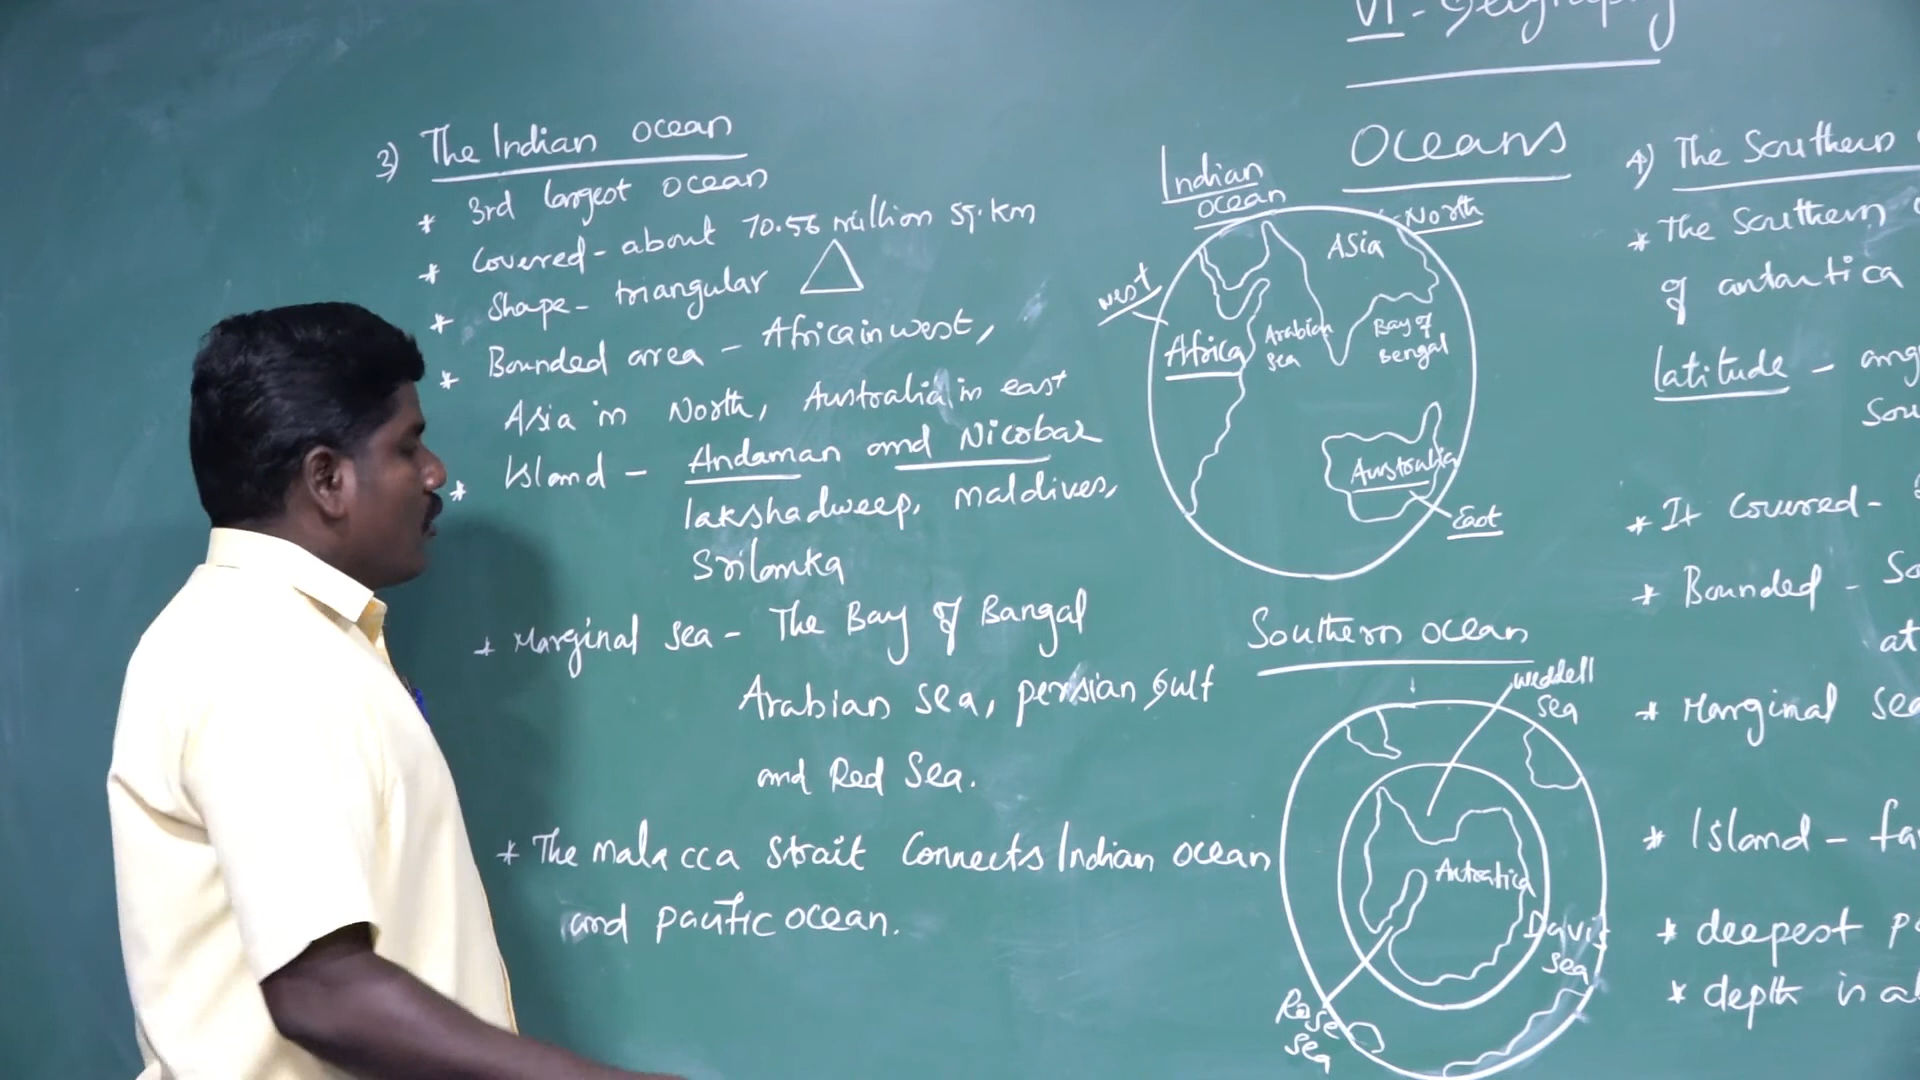 VI - Geography
Oceans
3) The Indian ocean
* 3rd largest ocean
* Covered - about 70.56 million sq.km
* Shape - triangular
* Bounded area - Africa in west,
Asia in North, Australia in east
* Island - Andaman and Nicobar
lakshadweep, maldives,
Srilanka
* Marginal sea - The Bay of Bangal
Arabian Sea, persian Gulf
and Red Sea.
* The malacca Strait Connects Indian ocean
and pacific ocean.
Indian
ocean
North
West
Asia
Africa
Arabian
Sea
Bay of
Bengal
Australia
East
Southern ocean
Weddell
Sea
Antratica
Davis
Sea
Rose
Sea
4) The Southern
* The Southern
of antartica
Latitude -
* It Covered -
* Bounded -
at
* Marginal Sea
* Island -
* deepest
* depth is